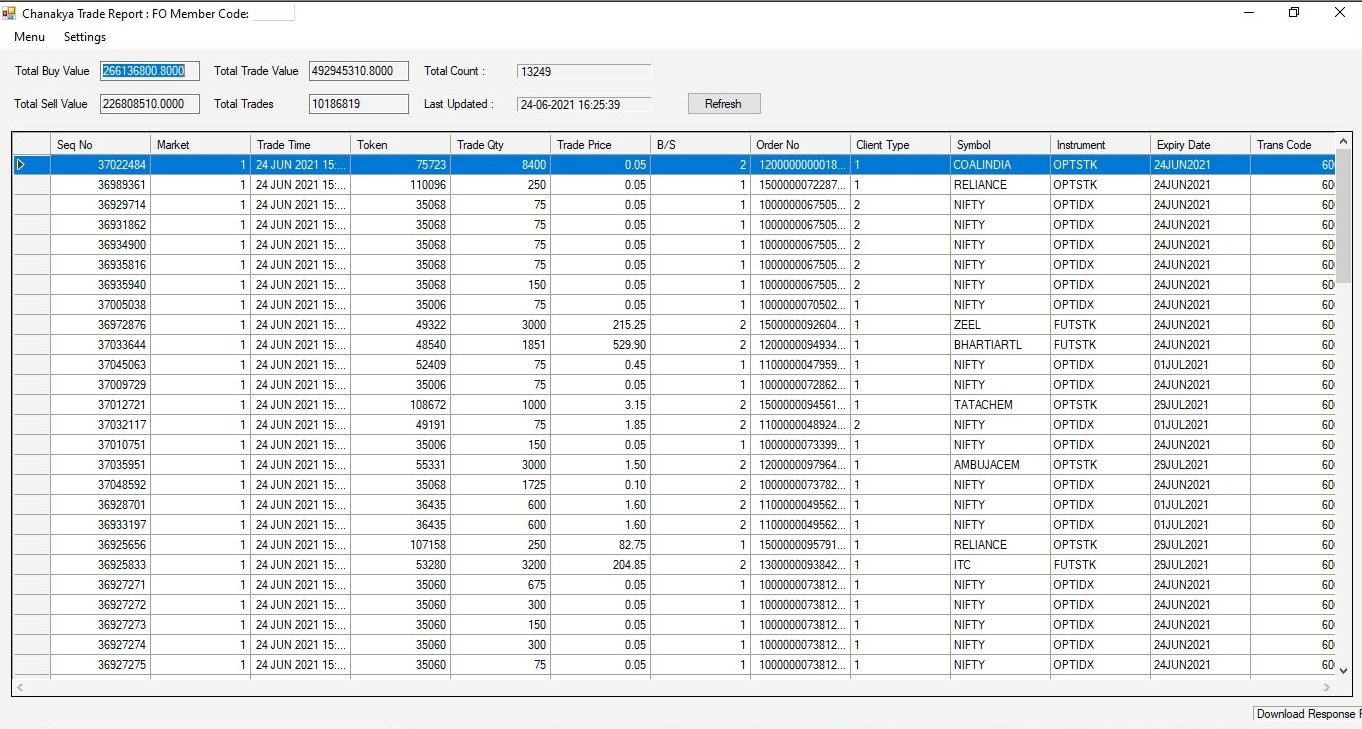 Chanakya Trade Report : FO Member Code:
Menu Settings
Total Buy Value 266136800.8000 Total Trade Value 492945310.8000 Total Count : 13249
Total Sell Value 226808510.0000 Total Trades 10186819 Last Updated : 24-06-2021 16:25:39 Refresh
Seq No Market Trade Time Token Trade Qty Trade Price B/S Order No Client Type Symbol Instrument Expiry Date Trans Code
37022484 1 24 JUN 2021 15:... 75723 8400 0.05 2 1200000000018... 1 COALINDIA OPTSTK 24JUN2021 60
36989361 1 24 JUN 2021 15:... 110096 250 0.05 1 1500000072287... 1 RELIANCE OPTSTK 24JUN2021 60
36929714 1 24 JUN 2021 15:... 35068 75 0.05 1 1000000067505... 2 NIFTY OPTIDX 24JUN2021 60
36931862 1 24 JUN 2021 15:... 35068 75 0.05 1 1000000067505... 2 NIFTY OPTIDX 24JUN2021 60
36934900 1 24 JUN 2021 15:... 35068 75 0.05 1 1000000067505... 2 NIFTY OPTIDX 24JUN2021 60
36935816 1 24 JUN 2021 15:... 35068 75 0.05 1 1000000067505... 2 NIFTY OPTIDX 24JUN2021 60
36935940 1 24 JUN 2021 15:... 35068 150 0.05 1 1000000067505... 2 NIFTY OPTIDX 24JUN2021 60
37005038 1 24 JUN 2021 15:... 35006 75 0.05 1 1000000070502... 1 NIFTY OPTIDX 24JUN2021 60
36972876 1 24 JUN 2021 15:... 49322 3000 215.25 2 1500000092604... 1 ZEEL FUTSTK 24JUN2021 60
37033644 1 24 JUN 2021 15:... 48540 1851 529.90 2 1200000094934... 1 BHARTIARTL FUTSTK 24JUN2021 60
37045063 1 24 JUN 2021 15:... 52409 75 0.45 1 1100000047959... 1 NIFTY OPTIDX 01JUL2021 60
37009729 1 24 JUN 2021 15:... 35006 75 0.05 1 1000000072862... 1 NIFTY OPTIDX 24JUN2021 60
37012721 1 24 JUN 2021 15:... 108672 1000 3.15 2 1500000094561... 1 TATACHEM OPTSTK 29JUL2021 60
37032117 1 24 JUN 2021 15:... 49191 75 1.85 2 1100000048924... 2 NIFTY OPTIDX 01JUL2021 60
37010751 1 24 JUN 2021 15:... 35006 150 0.05 1 1000000073399... 1 NIFTY OPTIDX 24JUN2021 60
37035951 1 24 JUN 2021 15:... 55331 3000 1.50 2 1200000097964... 1 AMBUJACEM OPTSTK 29JUL2021 60
37048592 1 24 JUN 2021 15:... 35068 1725 0.10 2 1000000073782... 1 NIFTY OPTIDX 24JUN2021 60
36928701 1 24 JUN 2021 15:... 36435 600 1.60 2 1100000049562... 1 NIFTY OPTIDX 01JUL2021 60
36933197 1 24 JUN 2021 15:... 36435 600 1.60 2 1100000049562... 1 NIFTY OPTIDX 01JUL2021 60
36925656 1 24 JUN 2021 15:... 107158 250 82.75 1 1500000095791... 1 RELIANCE OPTSTK 29JUL2021 60
36925833 1 24 JUN 2021 15:... 53280 3200 204.85 2 1300000093842... 1 ITC FUTSTK 29JUL2021 60
36927271 1 24 JUN 2021 15:... 35060 675 0.05 1 1000000073812... 1 NIFTY OPTIDX 24JUN2021 60
36927272 1 24 JUN 2021 15:... 35060 300 0.05 1 1000000073812... 1 NIFTY OPTIDX 24JUN2021 60
36927273 1 24 JUN 2021 15:... 35060 150 0.05 1 1000000073812... 1 NIFTY OPTIDX 24JUN2021 60
36927274 1 24 JUN 2021 15:... 35060 300 0.05 1 1000000073812... 1 NIFTY OPTIDX 24JUN2021 60
36927275 1 24 JUN 2021 15:... 35060 75 0.05 1 1000000073812... 1 NIFTY OPTIDX 24JUN2021 60
Download Response